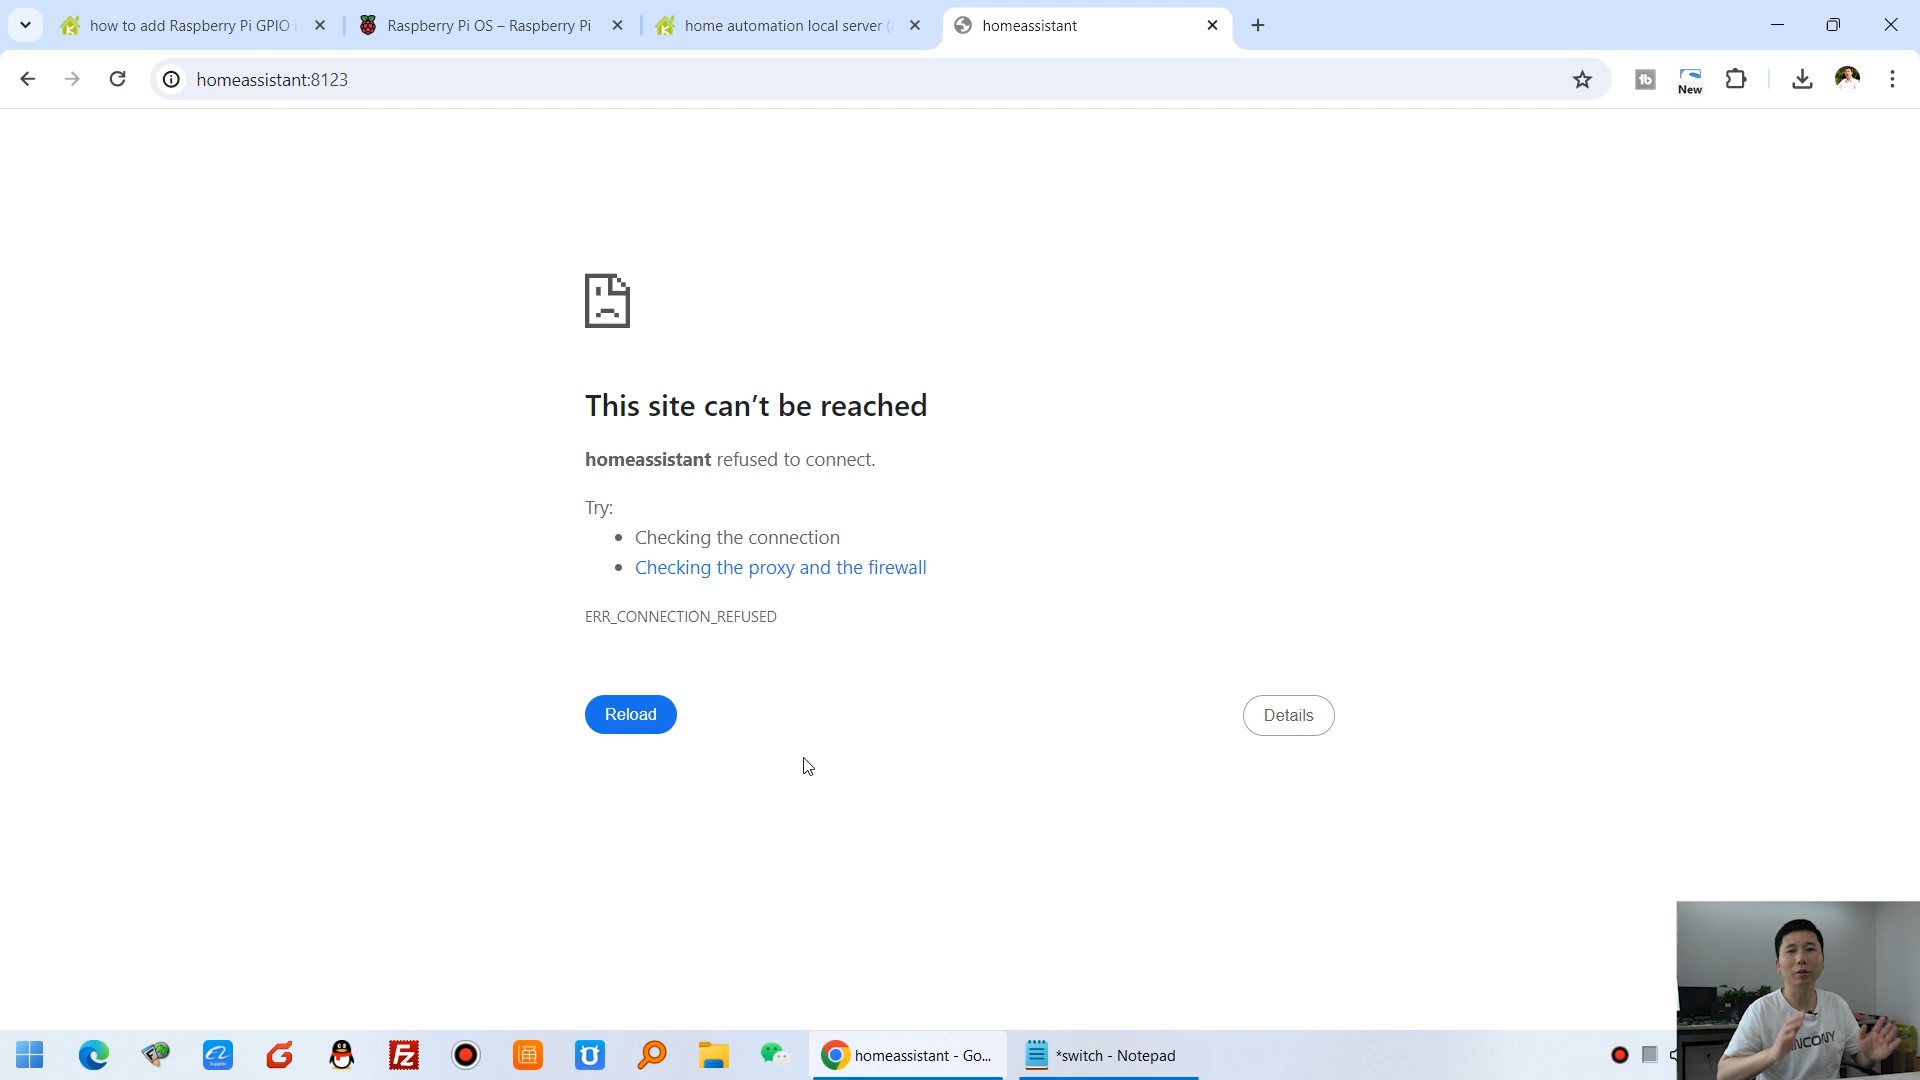 how to add Raspberry Pi GPIO
Raspberry Pi OS – Raspberry Pi
home automation local server (
homeassistant
homeassistant:8123
New
This site can’t be reached
homeassistant refused to connect.
Try:
Checking the connection
Checking the proxy and the firewall
ERR_CONNECTION_REFUSED
Reload
Details
homeassistant - Go...
*switch - Notepad